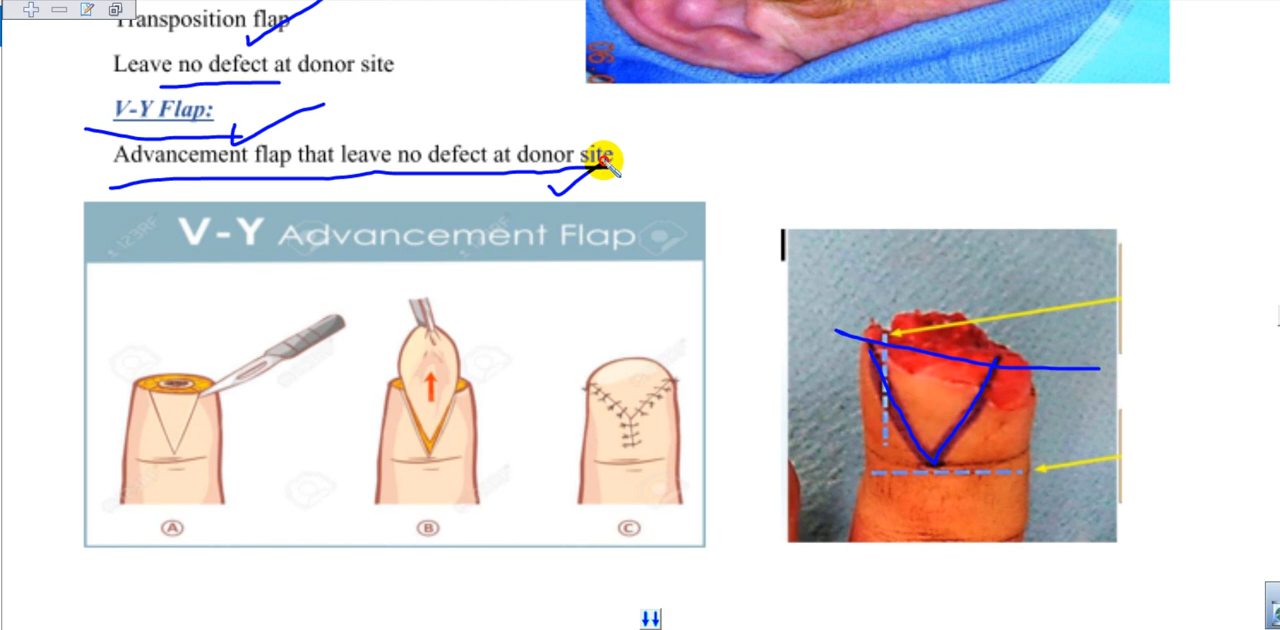 Transposition flap
Leave no defect at donor site
V-Y Flap:
Advancement flap that leave no defect at donor site
V-Y Advancement Flap
A
B
C